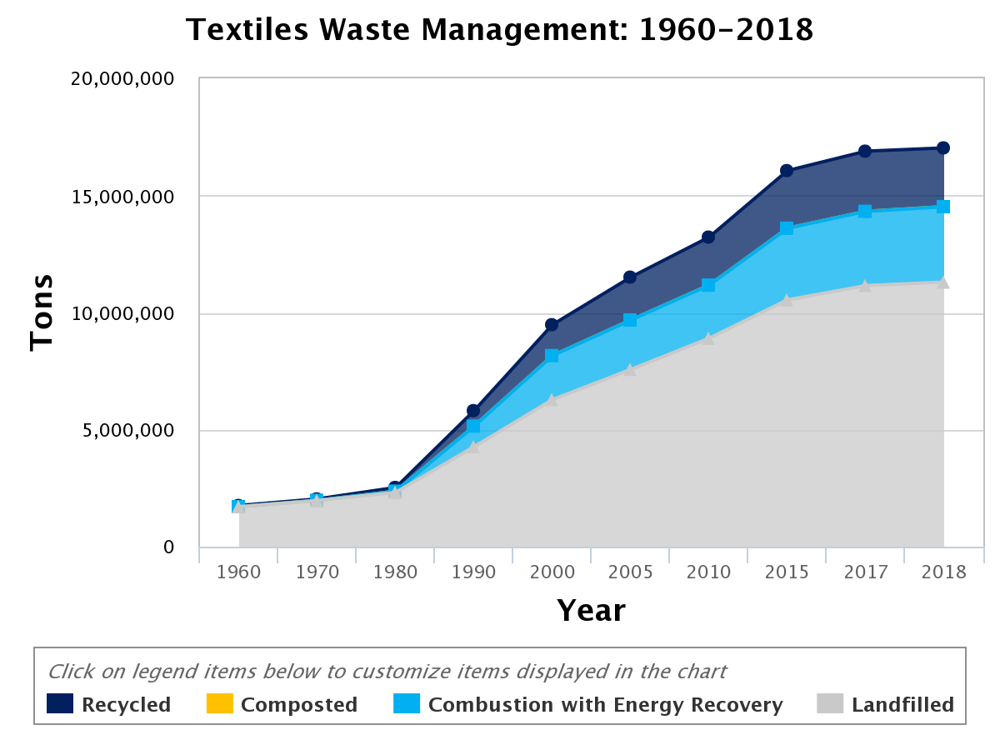 Textiles Waste Management: 1960-2018
20,000,000
15,000,000
10,000,000
5,000,000
0
Tons
1960 1970 1980 1990 2000 2005 2010 2015 2017 2018
Year
Click on legend items below to customize items displayed in the chart
Recycled Composted Combustion with Energy Recovery Landfilled